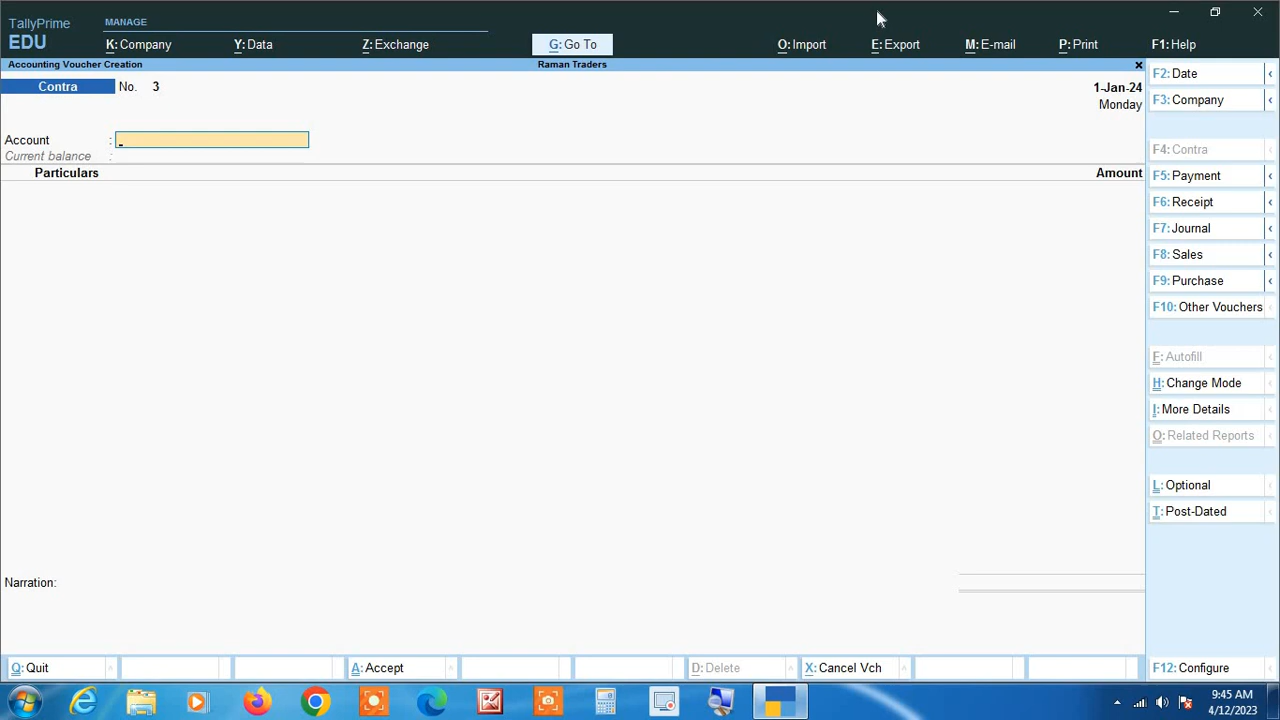 TallyPrime
EDU
MANAGE
K: Company
Y: Data
Z: Exchange
G: Go To
O: Import
E: Export
M: E-mail
P: Print
F1: Help
Accounting Voucher Creation
Raman Traders
Contra
No. 3
1-Jan-24
Monday
Account :
Current balance :
Particulars
Amount
Narration:
F2: Date
F3: Company
F4: Contra
F5: Payment
F6: Receipt
F7: Journal
F8: Sales
F9: Purchase
F10: Other Vouchers
F: Autofill
H: Change Mode
I: More Details
O: Related Reports
L: Optional
T: Post-Dated
Q: Quit
A: Accept
D: Delete
X: Cancel Vch
F12: Configure
9:45 AM
4/12/2023